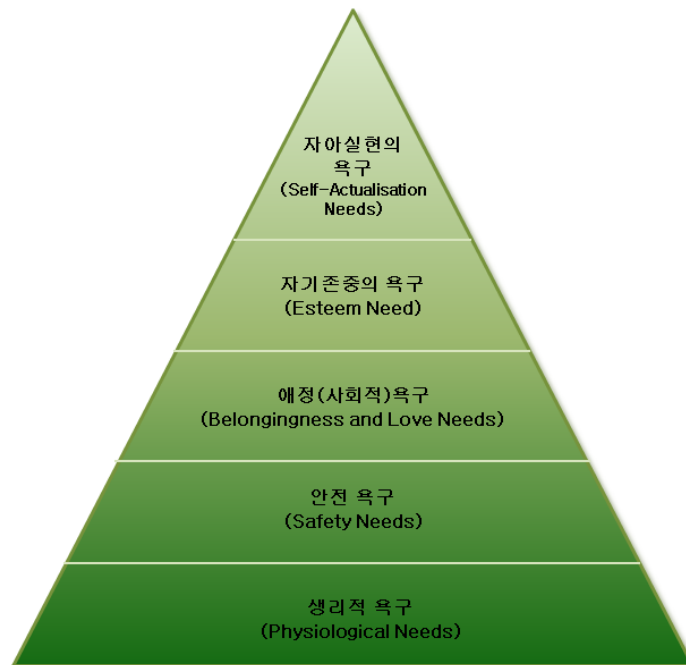 자아실현의
욕구
(Self-Actualisation
Needs)
자기존중의 욕구
(Esteem Need)
애정(사회적)욕구
(Belongingness and Love Needs)
안전 욕구
(Safety Needs)
생리적 욕구
(Physiological Needs)